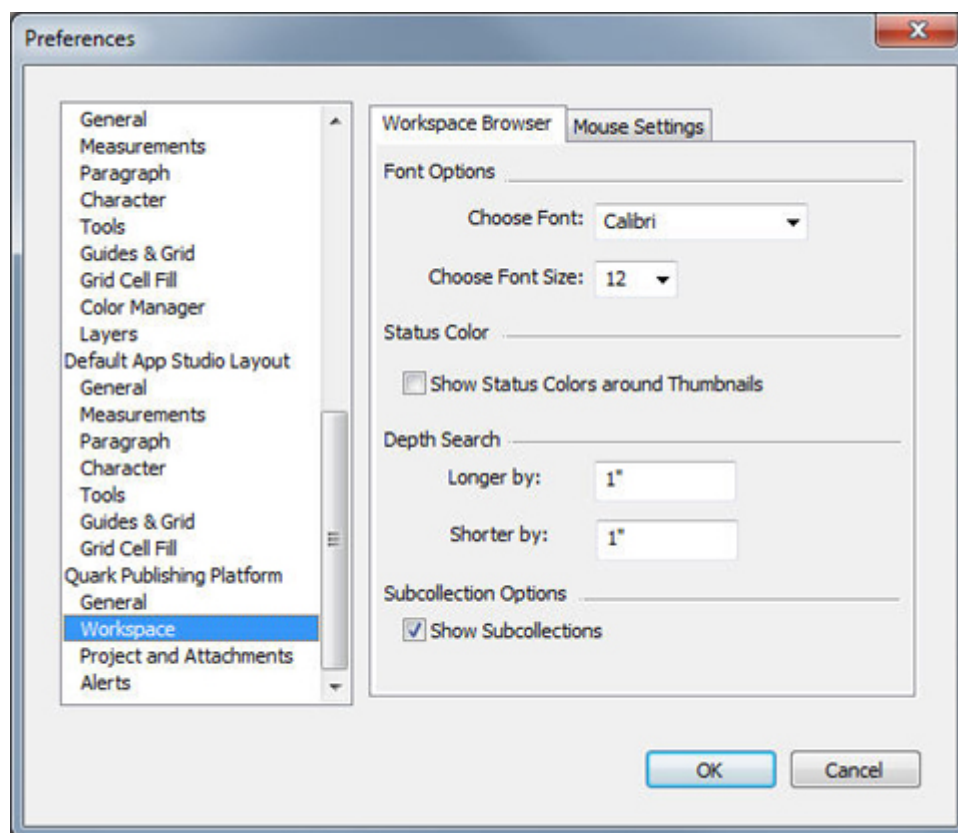 Preferences
General
Measurements
Paragraph
Character
Tools
Guides & Grid
Grid Cell Fill
Color Manager
Layers
Default App Studio Layout
General
Measurements
Paragraph
Character
Tools
Guides & Grid
Grid Cell Fill
Quark Publishing Platform
General
Workspace
Project and Attachments
Alerts
Workspace Browser
Mouse Settings
Font Options
Choose Font: Calibri
Choose Font Size: 12
Status Color
Show Status Colors around Thumbnails
Depth Search
Longer by: 1"
Shorter by: 1"
Subcollection Options
Show Subcollections
OK
Cancel